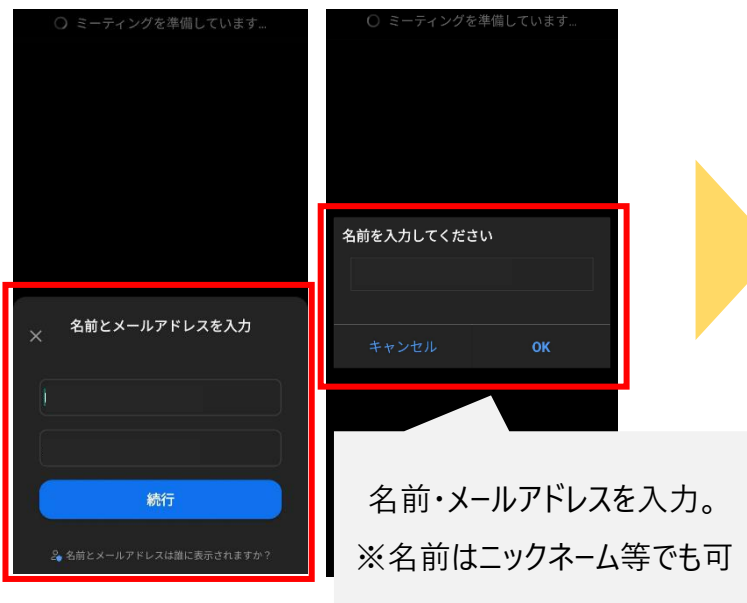 ミーティングを準備しています...
名前とメールアドレスを入力
続行
名前とメールアドレスは誰に表示されますか？
ミーティングを準備しています...
名前を入力してください
キャンセル OK
名前・メールアドレスを入力。
※名前はニックネーム等でも可